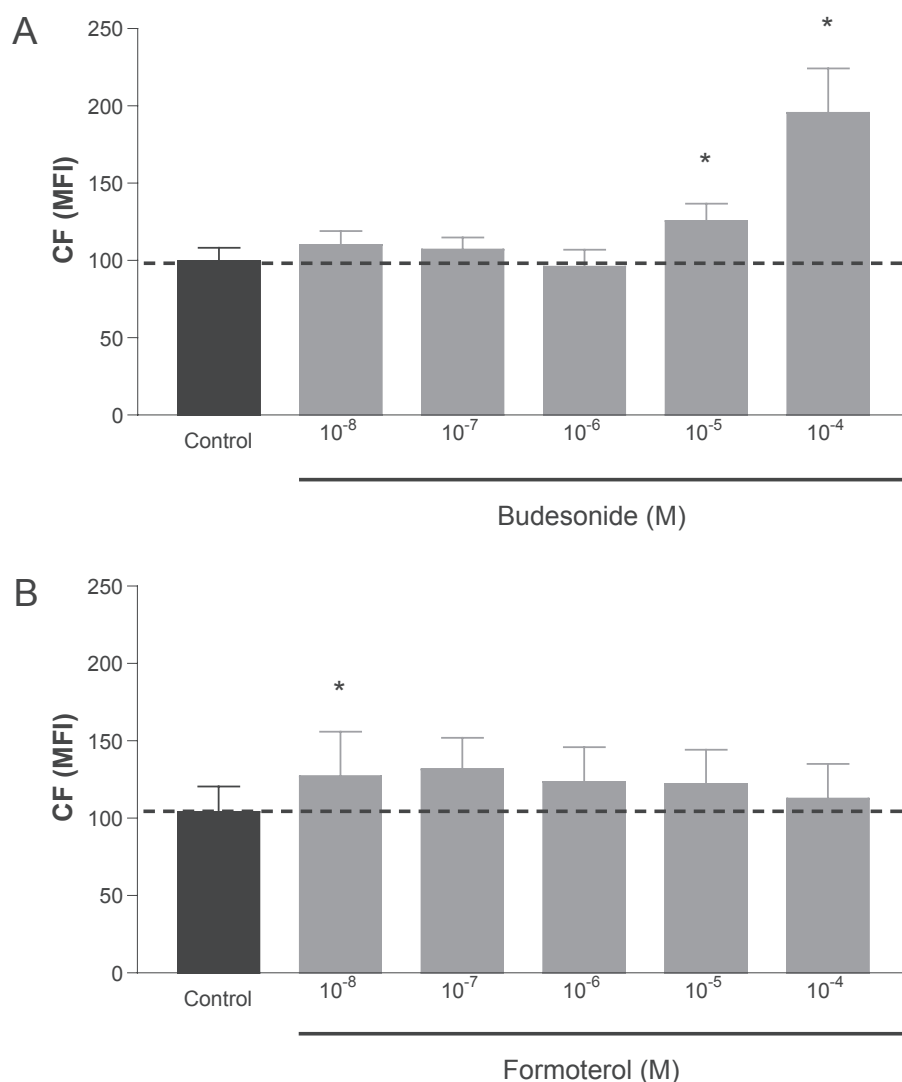 A
CF (MFI)
250
*
200
*
150
100
50
0
Control 10⁻⁸ 10⁻⁷ 10⁻⁶ 10⁻⁵ 10⁻⁴
Budesonide (M)
B
CF (MFI)
250
200
*
150
100
50
0
Control 10⁻⁸ 10⁻⁷ 10⁻⁶ 10⁻⁵ 10⁻⁴
Formoterol (M)